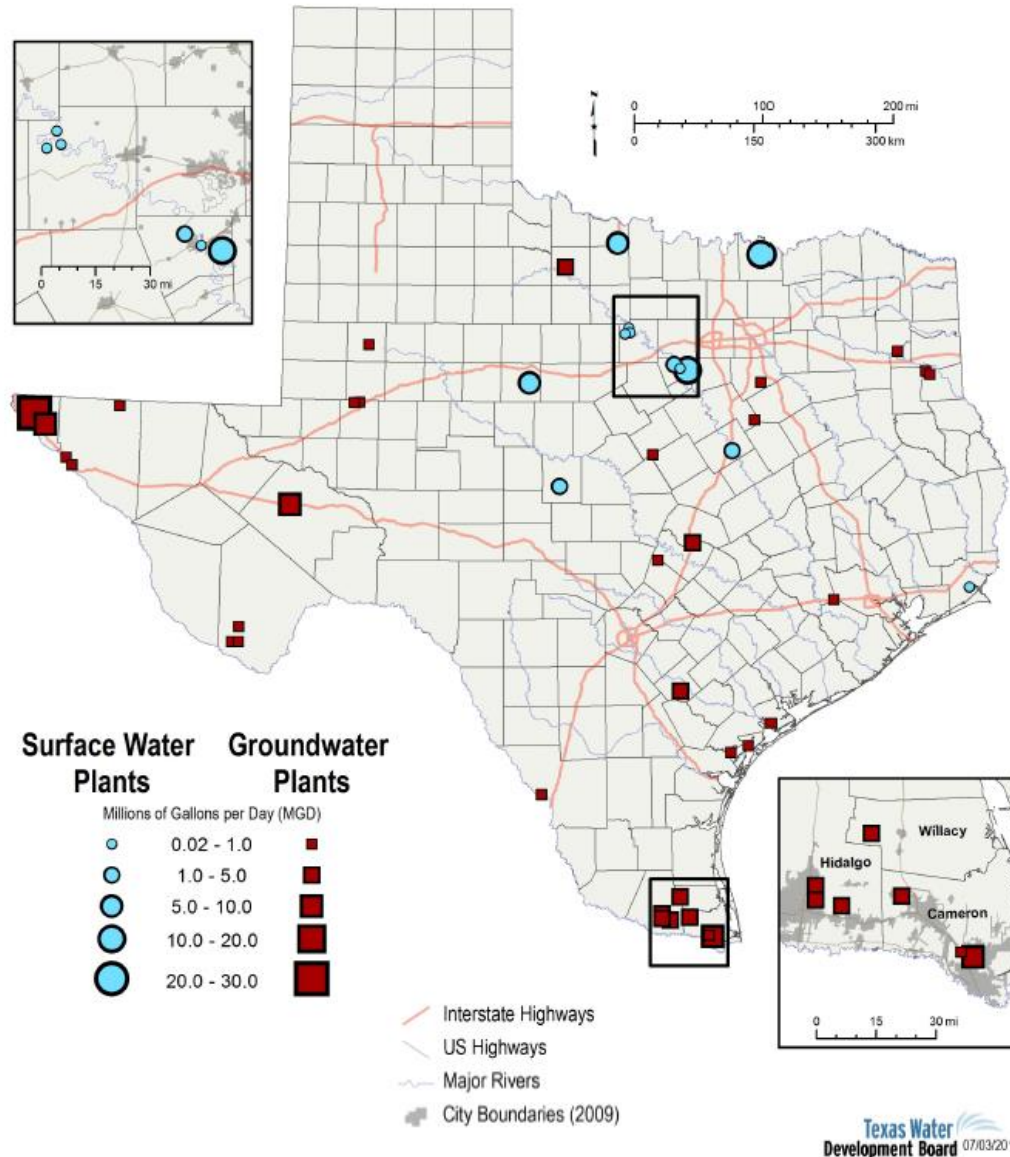 0 100 200 mi
0 150 300 km
0 15 30 mi
Surface Water Groundwater
Plants Plants
Millions of Gallons per Day (MGD)
0.02 - 1.0
1.0 - 5.0
5.0 - 10.0
10.0 - 20.0
20.0 - 30.0
Willacy
Hidalgo
Cameron
0 15 30 mi
Interstate Highways
US Highways
Major Rivers
City Boundaries (2009)
Texas Water
Development Board 07/03/201